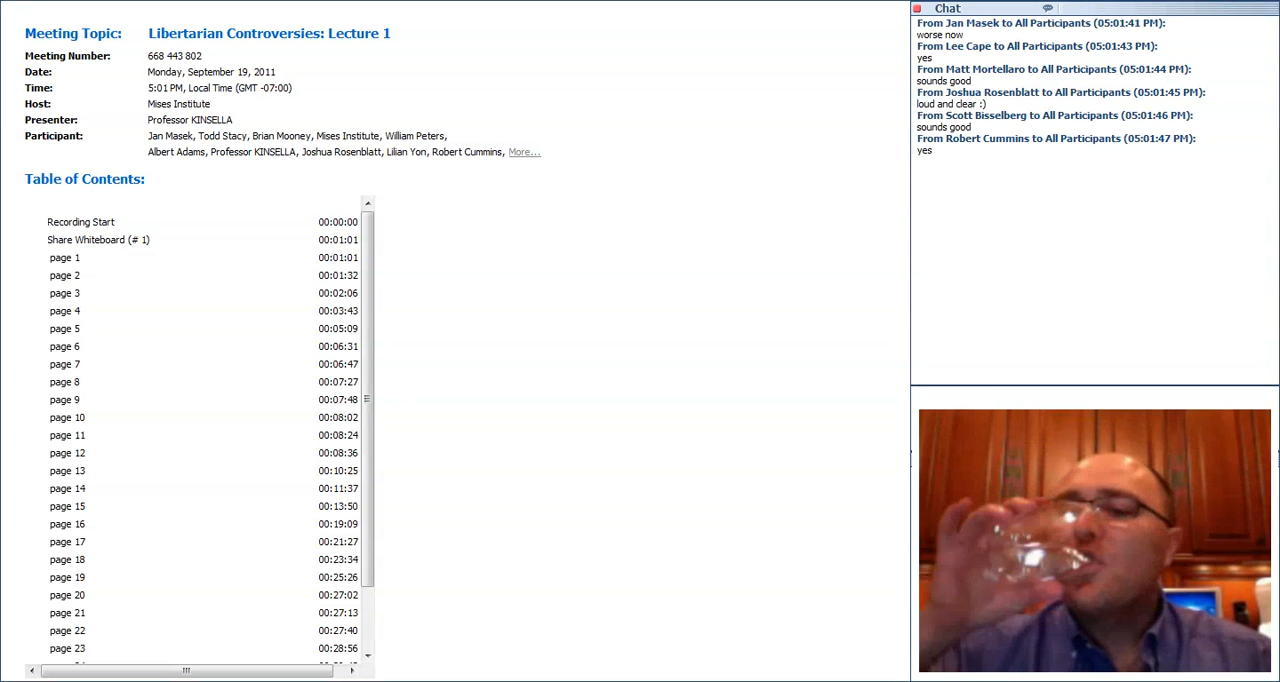 Meeting Topic: Libertarian Controversies: Lecture 1
Meeting Number: 668 443 802
Date: Monday, September 19, 2011
Time: 5:01 PM, Local Time (GMT -07:00)
Host: Mises Institute
Presenter: Professor KINSELLA
Participant: Jan Masek, Todd Stacy, Brian Mooney, Mises Institute, William Peters,
Albert Adams, Professor KINSELLA, Joshua Rosenblatt, Lilian Yon, Robert Cummins, More...
Table of Contents:
Recording Start 00:00:00
Share Whiteboard (# 1) 00:01:01
page 1 00:01:01
page 2 00:01:32
page 3 00:02:06
page 4 00:03:43
page 5 00:05:09
page 6 00:06:31
page 7 00:06:47
page 8 00:07:27
page 9 00:07:48
page 10 00:08:02
page 11 00:08:24
page 12 00:08:36
page 13 00:10:25
page 14 00:11:37
page 15 00:13:50
page 16 00:19:09
page 17 00:21:27
page 18 00:23:34
page 19 00:25:26
page 20 00:27:02
page 21 00:27:13
page 22 00:27:40
page 23 00:28:56
Chat
From Jan Masek to All Participants (05:01:41 PM):
worse now
From Lee Cape to All Participants (05:01:43 PM):
yes
From Matt Mortellaro to All Participants (05:01:44 PM):
sounds good
From Joshua Rosenblatt to All Participants (05:01:45 PM):
loud and clear :)
From Scott Bisselberg to All Participants (05:01:46 PM):
sounds good
From Robert Cummins to All Participants (05:01:47 PM):
yes